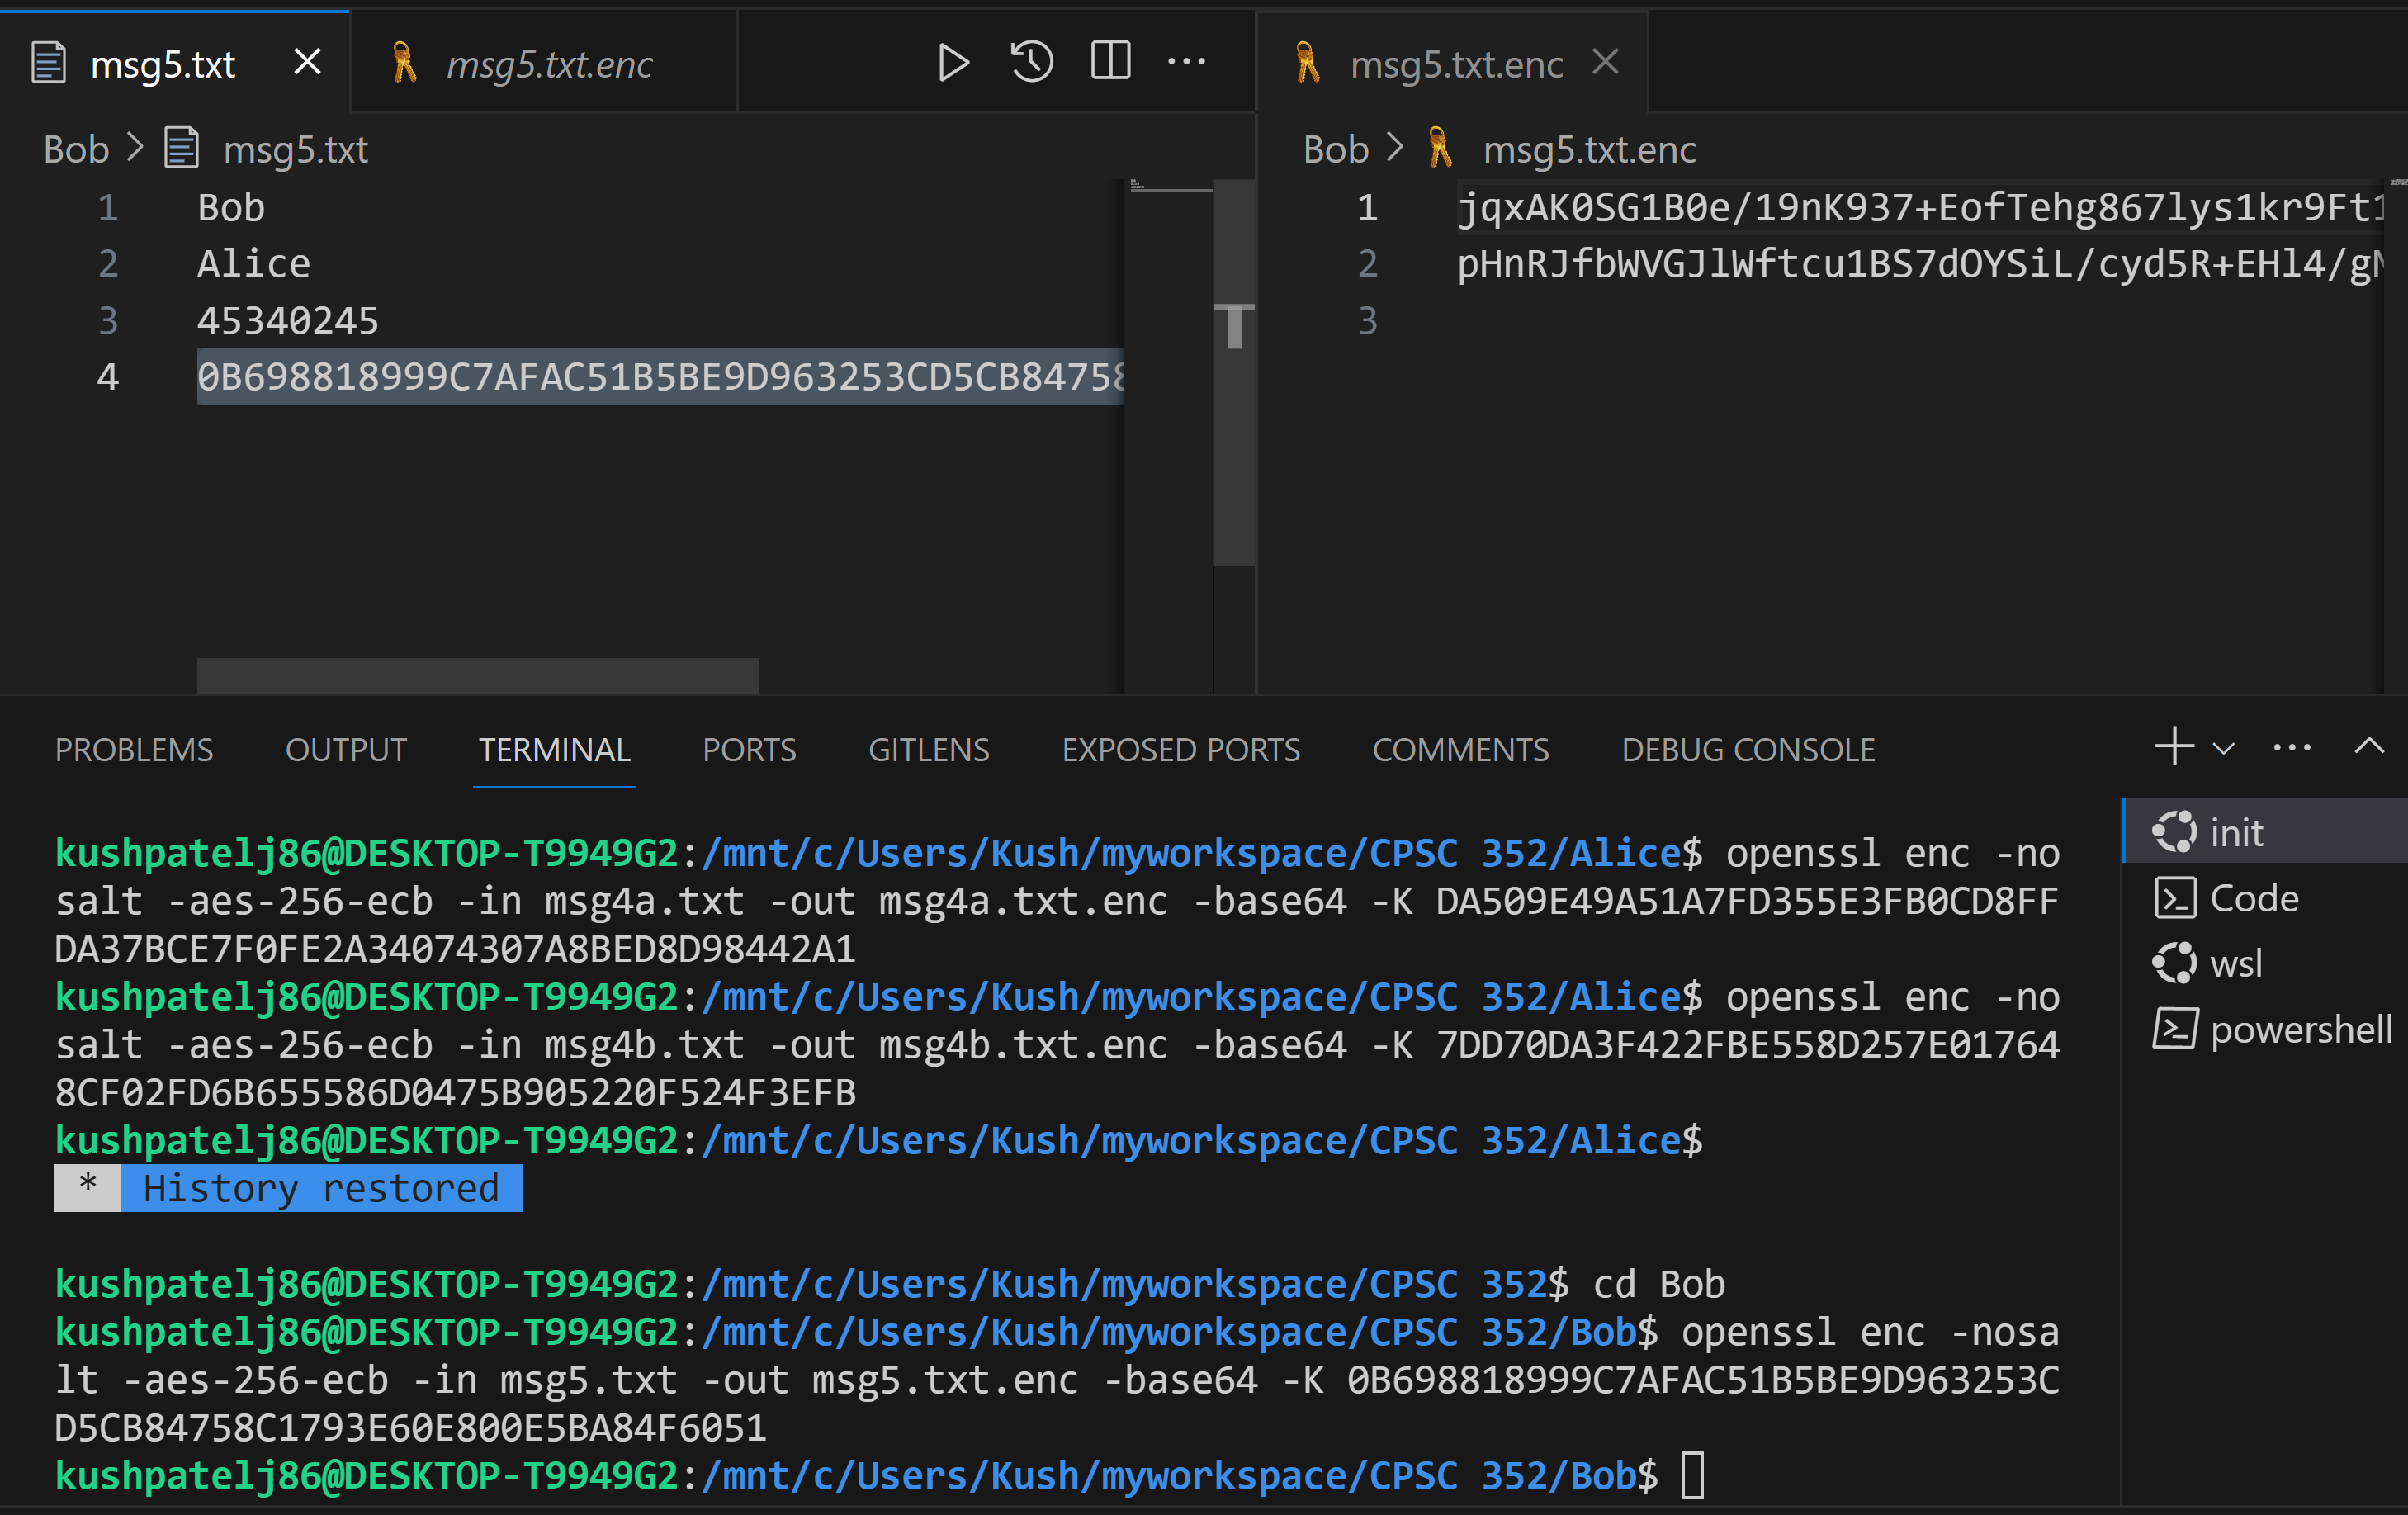 msg5.txt
msg5.txt.enc
msg5.txt.enc
Bob > msg5.txt
1 Bob
2 Alice
3 45340245
4 0B698818999C7AFAC51B5BE9D963253CD5CB84758
Bob > msg5.txt.enc
1 jqxAK0SG1B0e/19nK937+EofTehg867lys1kr9Ft1
2 pHnRJfbWVGJlWftcu1BS7dOYSiL/cyd5R+EHl4/gN
3
PROBLEMS OUTPUT TERMINAL PORTS GITLENS EXPOSED PORTS COMMENTS DEBUG CONSOLE
kushpatelj86@DESKTOP-T9949G2:/mnt/c/Users/Kush/myworkspace/CPSC 352/Alice$ openssl enc -no
salt -aes-256-ecb -in msg4a.txt -out msg4a.txt.enc -base64 -K DA509E49A51A7FD355E3FB0CD8FF
DA37BCE7F0FE2A34074307A8BED8D98442A1
kushpatelj86@DESKTOP-T9949G2:/mnt/c/Users/Kush/myworkspace/CPSC 352/Alice$ openssl enc -no
salt -aes-256-ecb -in msg4b.txt -out msg4b.txt.enc -base64 -K 7DD70DA3F422FBE558D257E01764
8CF02FD6B655586D0475B905220F524F3EFB
kushpatelj86@DESKTOP-T9949G2:/mnt/c/Users/Kush/myworkspace/CPSC 352/Alice$
* History restored
kushpatelj86@DESKTOP-T9949G2:/mnt/c/Users/Kush/myworkspace/CPSC 352$ cd Bob
kushpatelj86@DESKTOP-T9949G2:/mnt/c/Users/Kush/myworkspace/CPSC 352/Bob$ openssl enc -nosa
lt -aes-256-ecb -in msg5.txt -out msg5.txt.enc -base64 -K 0B698818999C7AFAC51B5BE9D963253C
D5CB84758C1793E60E800E5BA84F6051
kushpatelj86@DESKTOP-T9949G2:/mnt/c/Users/Kush/myworkspace/CPSC 352/Bob$
init
Code
wsl
powershell